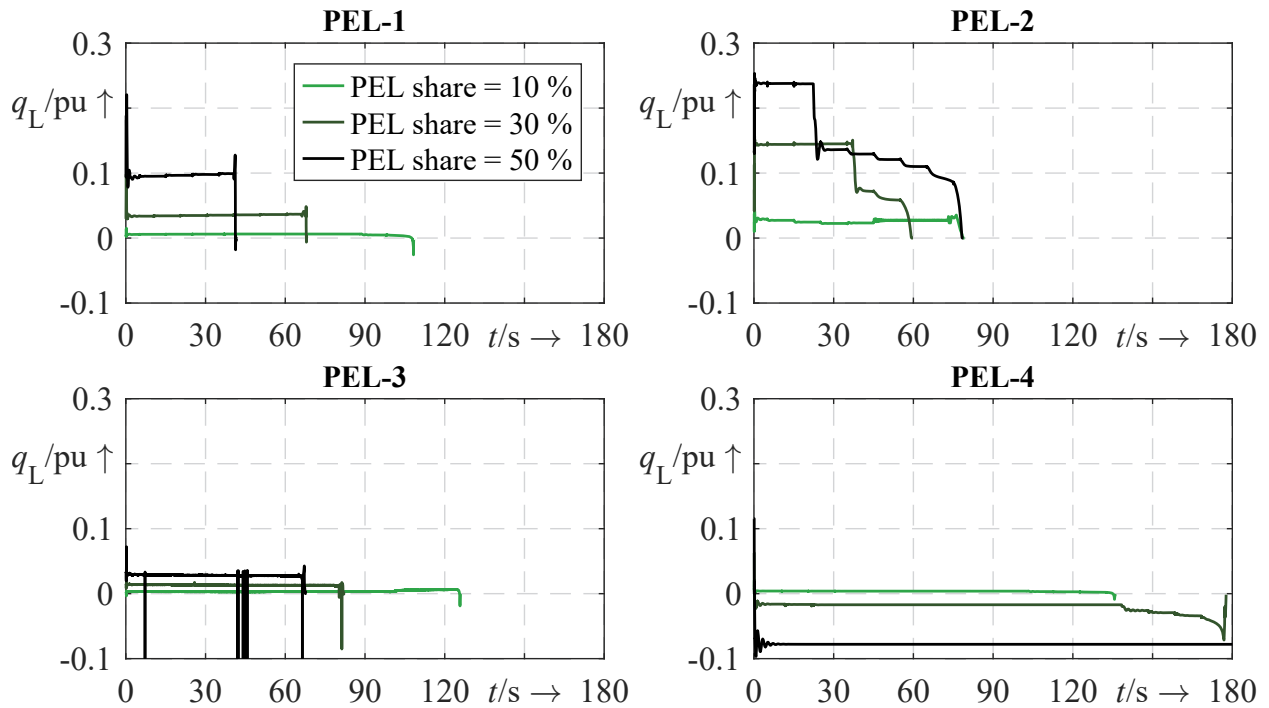 PEL-1
0.3
q_L/pu ↑
0.1
0
-0.1
0 30 60 90 120 t/s → 180
PEL share = 10 %
PEL share = 30 %
PEL share = 50 %
PEL-2
0.3
q_L/pu ↑
0.1
0
-0.1
0 30 60 90 120 t/s → 180
PEL-3
0.3
q_L/pu ↑
0.1
0
-0.1
0 30 60 90 120 t/s → 180
PEL-4
0.3
q_L/pu ↑
0.1
0
-0.1
0 30 60 90 120 t/s → 180